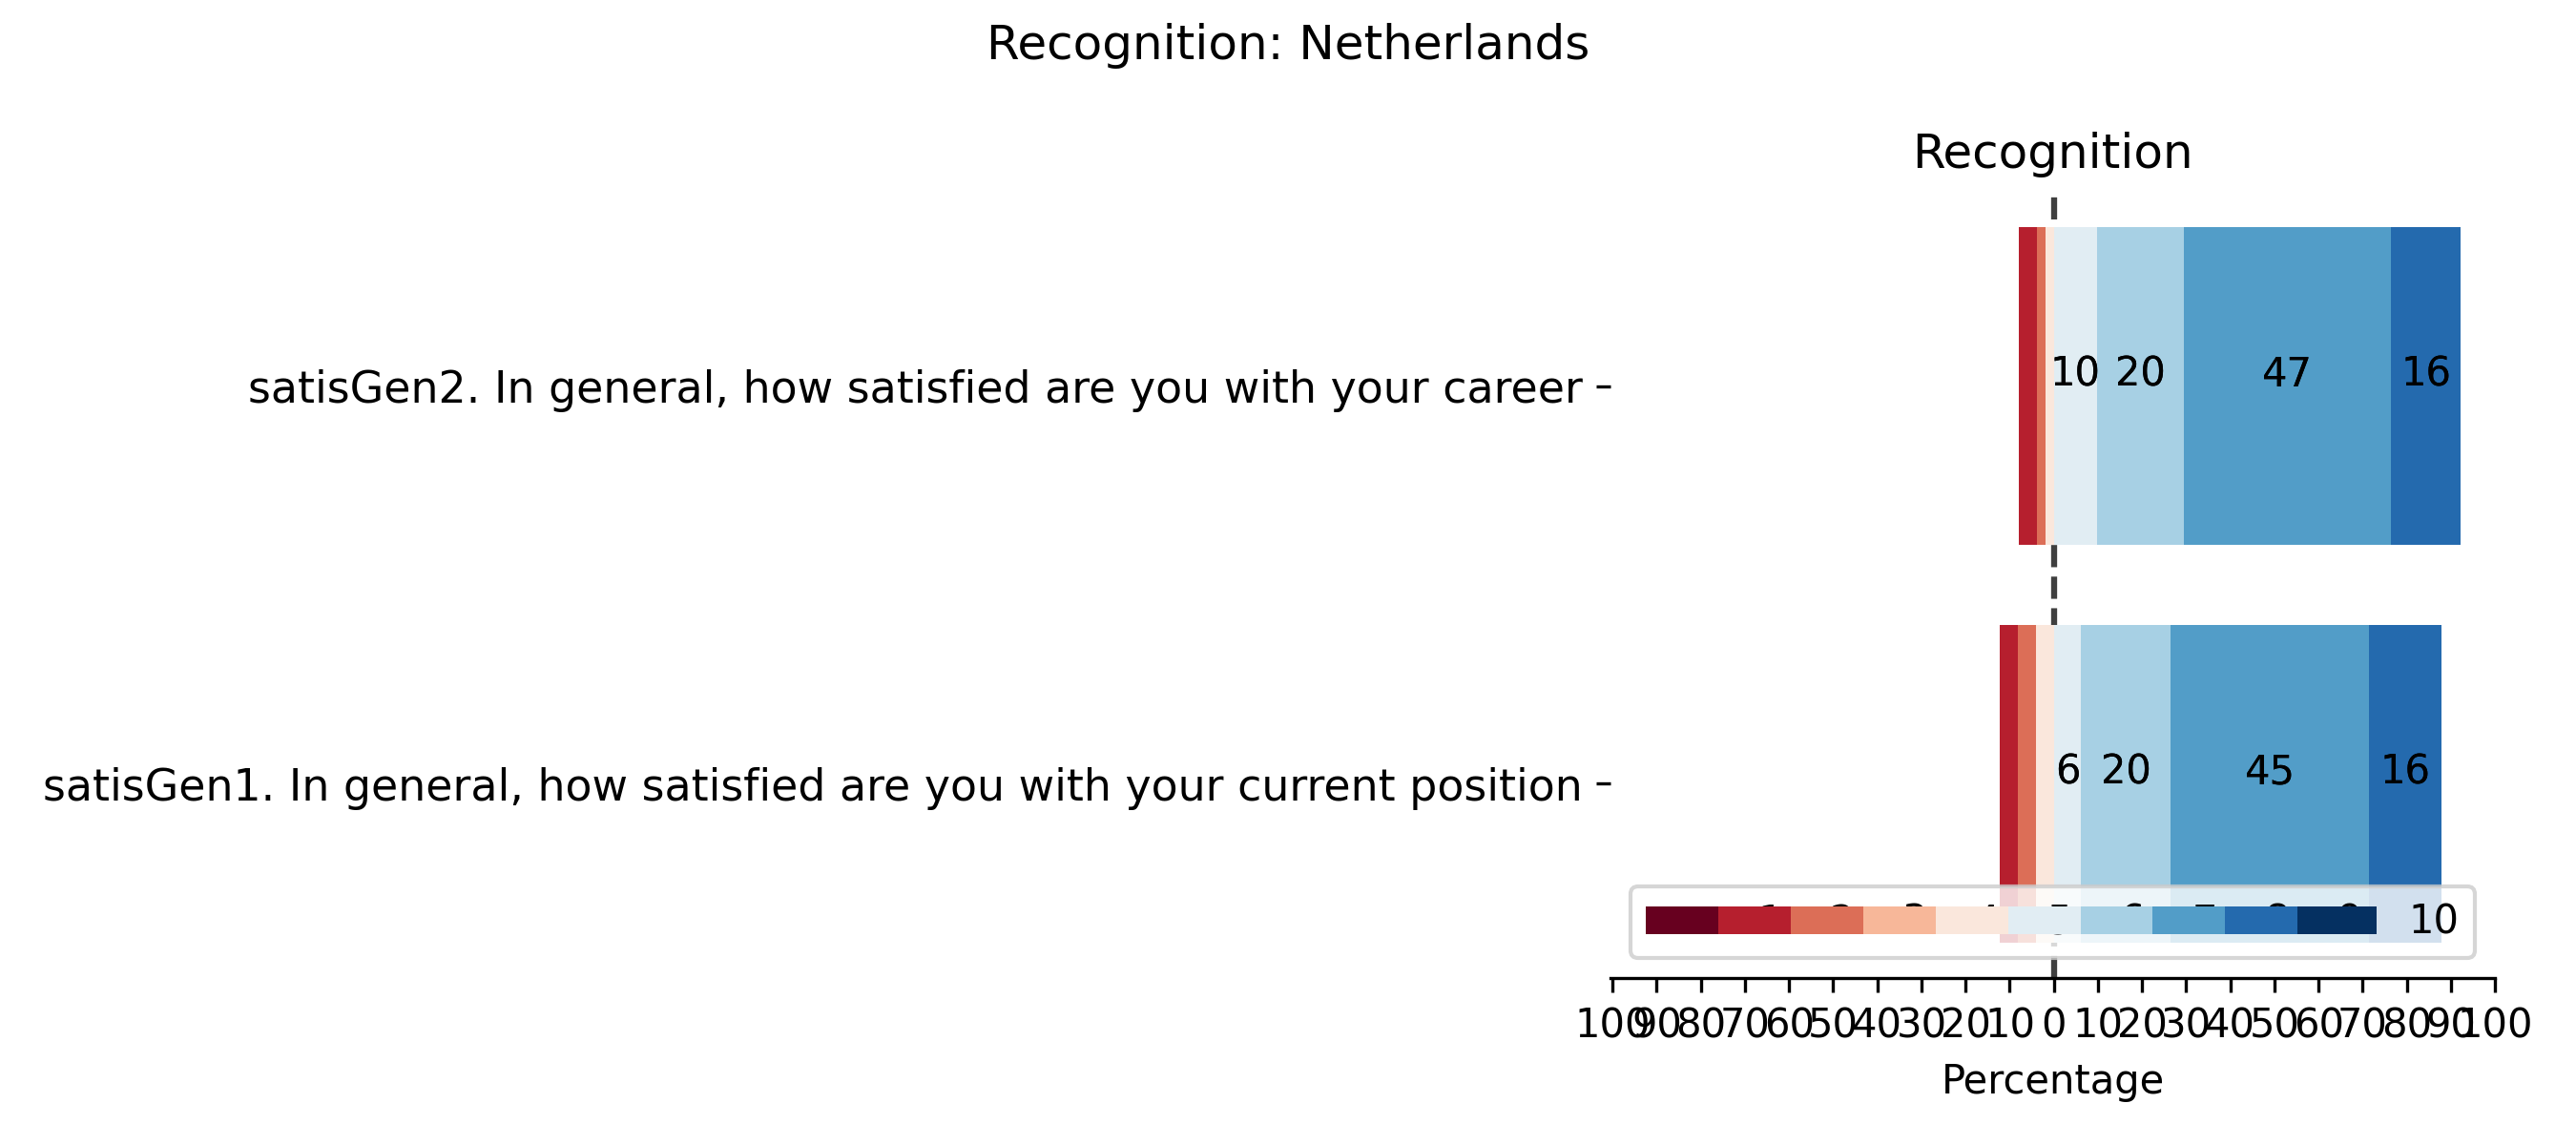 Recognition: Netherlands
Recognition
satisGen2. In general, how satisfied are you with your career
10 20 47 16
satisGen1. In general, how satisfied are you with your current position
6 20 45 16
10
100 90 80 70 60 50 40 30 20 10 0 10 20 30 40 50 60 70 80 90 100
Percentage